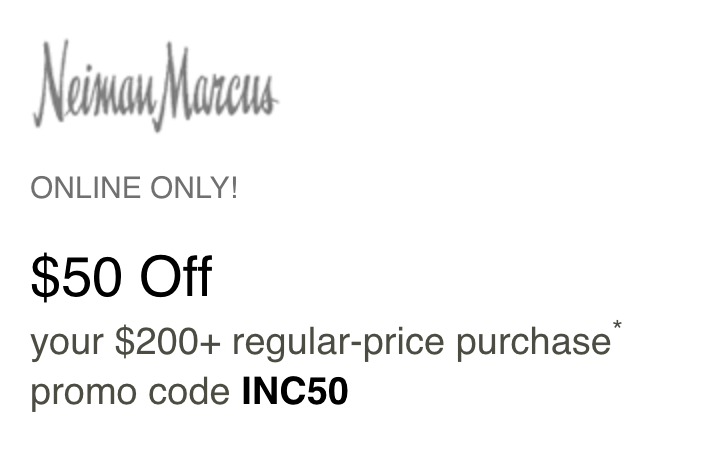 Neiman Marcus
ONLINE ONLY!
$50 Off
your $200+ regular-price purchase*
promo code INC50